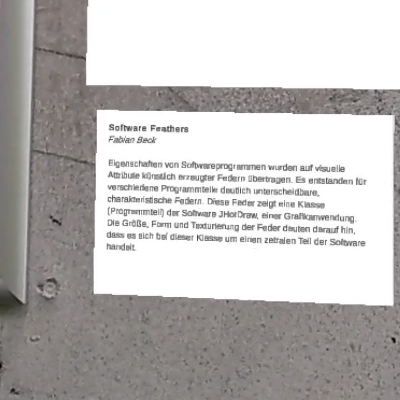 Software Feathers
Fabian Beck
Eigenschaften von Softwareprogrammen wurden auf visuelle
Attribute künstlich erzeugter Federn übertragen. Es entstanden für
verschiedene Programmteile deutlich unterscheidbare,
charakteristische Federn. Diese Feder zeigt eine Klasse
(Programmteil) der Software JHotDraw, einer Grafikanwendung.
Die Größe, Form und Texturierung der Feder deuten darauf hin,
dass es sich bei dieser Klasse um einen zetralen Teil der Software
handelt.